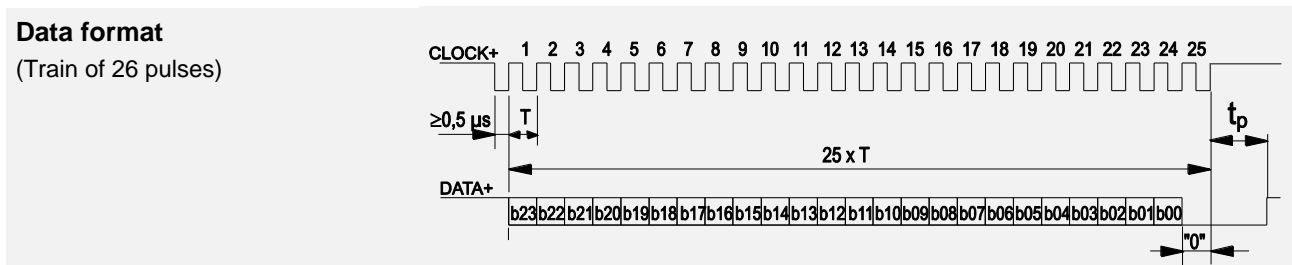 Data format
(Train of 26 pulses)
CLOCK+ 1 2 3 4 5 6 7 8 9 10 11 12 13 14 15 16 17 18 19 20 21 22 23 24 25
≥0,5 µs T tp
25 x T
DATA+
b23 b22 b21 b20 b19 b18 b17 b16 b15 b14 b13 b12 b11 b10 b09 b08 b07 b06 b05 b04 b03 b02 b01 b00
"0"